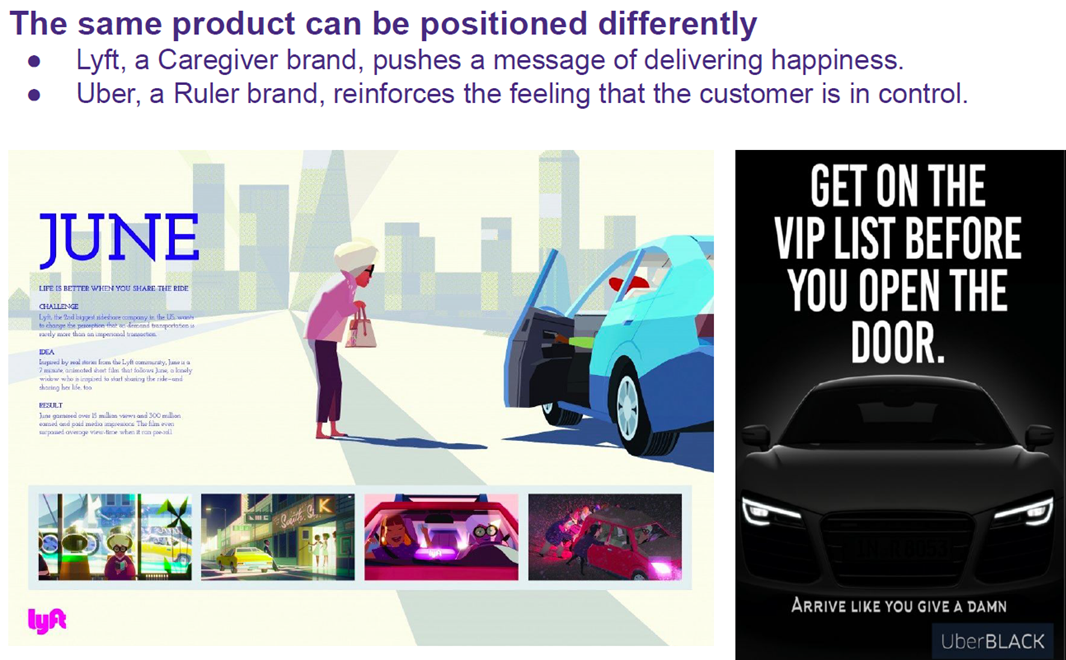 The same product can be positioned differently
● Lyft, a Caregiver brand, pushes a message of delivering happiness.
● Uber, a Ruler brand, reinforces the feeling that the customer is in control.
JUNE
LIFE IS BETTER WHEN YOU SHARE THE RIDE
CHALLENGE
Lyft, the 2nd biggest rideshare company in the US, wants
to change the perception that on demand transportation is
rarely more than an impersonal transaction.
IDEA
Inspired by real stories from the Lyft community, June is a
7 minute animated short film that follows June, a lonely
widow who is inspired to start sharing the ride—and
sharing her life, too.
RESULT
June garnered over 15 million views and 300 million
earned and paid media impressions. The film even
surpassed average view-time when it ran pre-roll.
K
lyft
GET ON THE
VIP LIST BEFORE
YOU OPEN THE
DOOR.
ARRIVE LIKE YOU GIVE A DAMN
UberBLACK